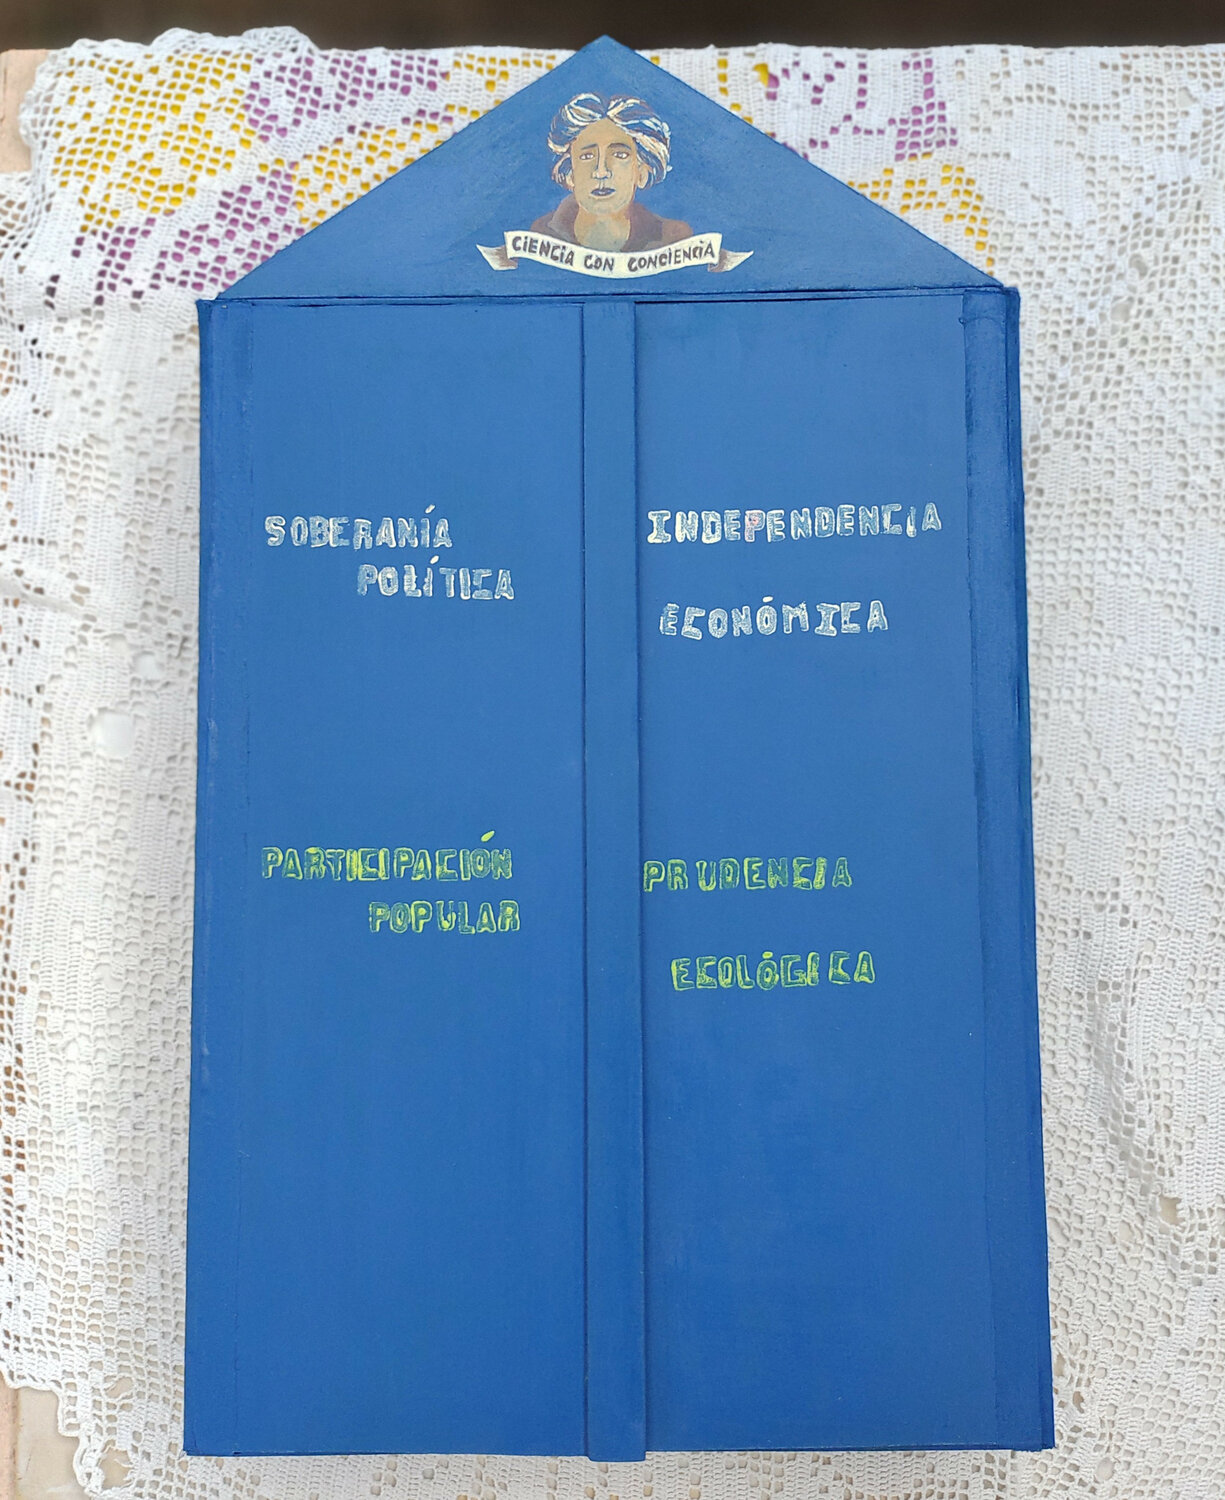 CIENCIA CON CONCIENCIA
SOBERANÍA
POLÍTICA
INDEPENDENCIA
ECONÓMICA
PARTICIPACIÓN
POPULAR
PRUDENCIA
ECOLÓGICA